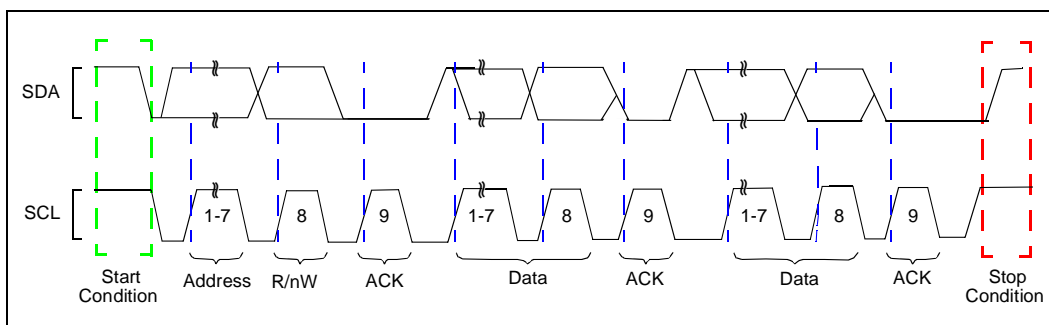 SDA
SCL
1-7
8
9
1-7
8
9
1-7
8
9
Start
Condition
Address
R/nW
ACK
Data
ACK
Data
ACK
Stop
Condition